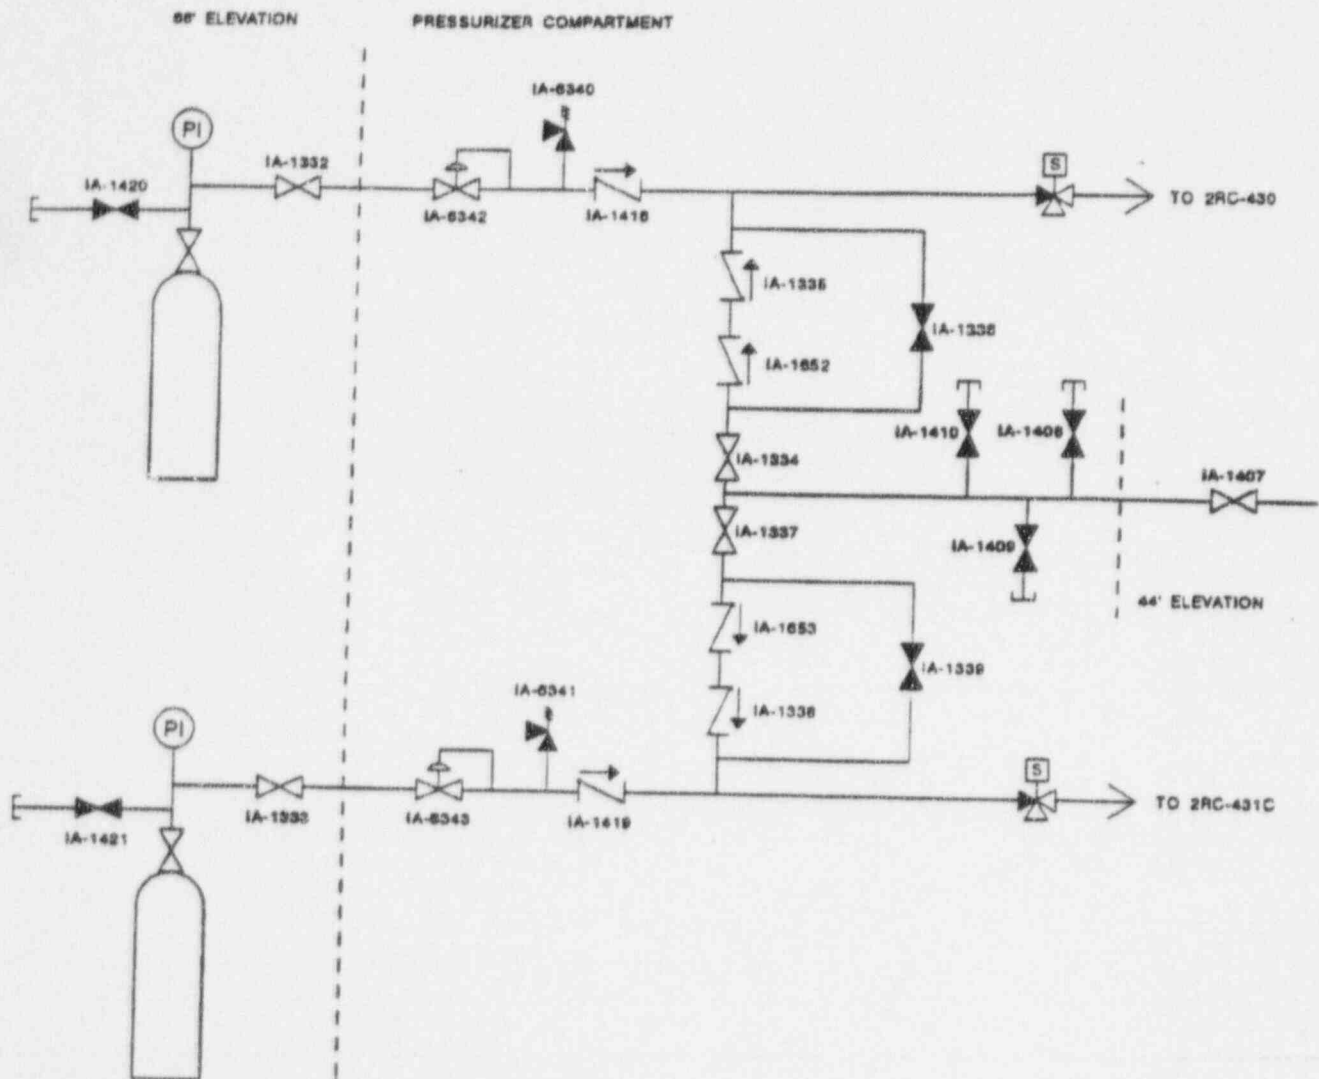 66' ELEVATION
PRESSURIZER COMPARTMENT
IA-6340
PI
IA-1332
IA-1420
IA-6342
IA-1418
S
TO 2RC-430
IA-1335
IA-1338
IA-1652
IA-1410
IA-1408
IA-1334
IA-1407
IA-1337
IA-1409
44' ELEVATION
IA-1653
IA-1339
IA-6341
IA-1336
PI
S
IA-1421
IA-1333
IA-6343
IA-1419
TO 2RC-431C